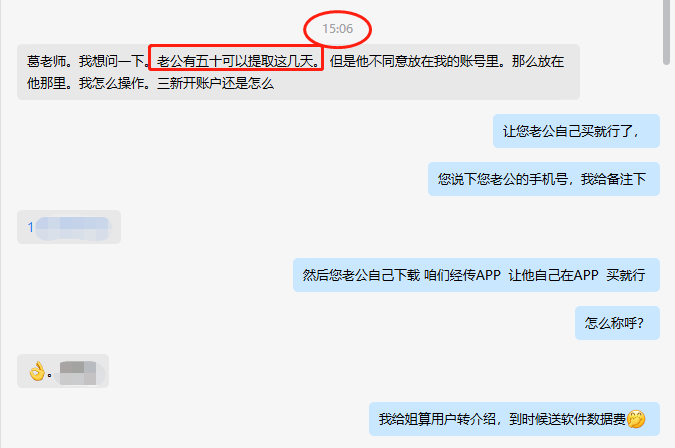 15:06
葛老师。我想问一下。老公有五十可以提取这几天。但是他不同意放在我的账号里。那么放在
他那里。我怎么操作。三新开账户还是怎么
让您老公自己买就行了，
您说下您老公的手机号，我给备注下
1
然后您老公自己下载 咱们经传APP  让他自己在APP  买就行
怎么称呼？
👌。
我给姐算用户转介绍，到时候送软件数据费🤭